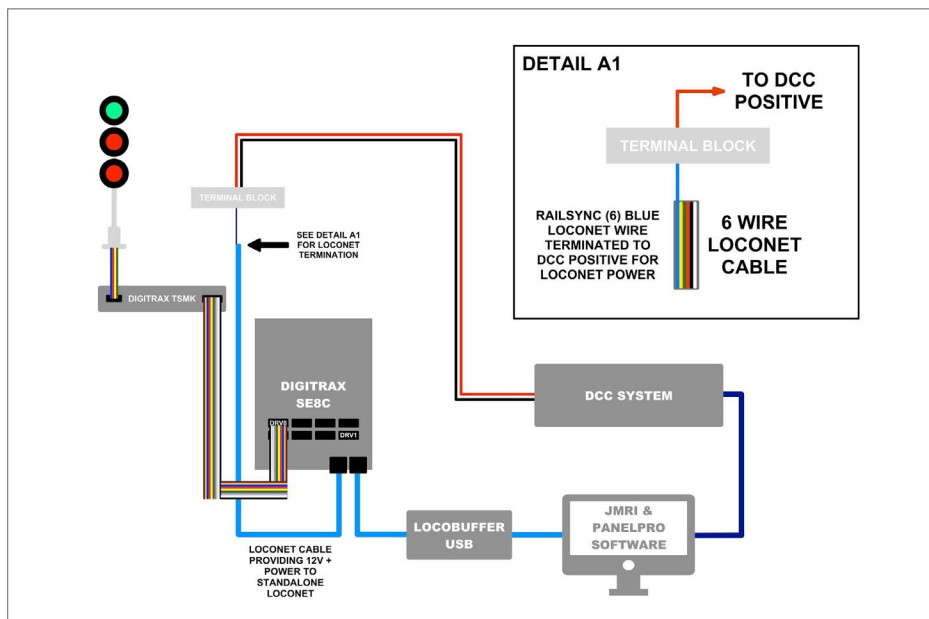 DETAIL A1
TO DCC
POSITIVE
TERMINAL BLOCK
RAILSYNC (6) BLUE
LOCONET WIRE
TERMINATED TO
DCC POSITIVE FOR
LOCONET POWER
6 WIRE
LOCONET
CABLE
TERMINAL BLOCK
SEE DETAIL A1
FOR LOCONET
TERMINATION
DIGITRAX TSMK
DIGITRAX
SE8C
DRV8
DRV1
DCC SYSTEM
LOCOBUFFER
USB
JMRI &
PANELPRO
SOFTWARE
LOCONET CABLE
PROVIDING 12V +
POWER TO
STANDALONE
LOCONET